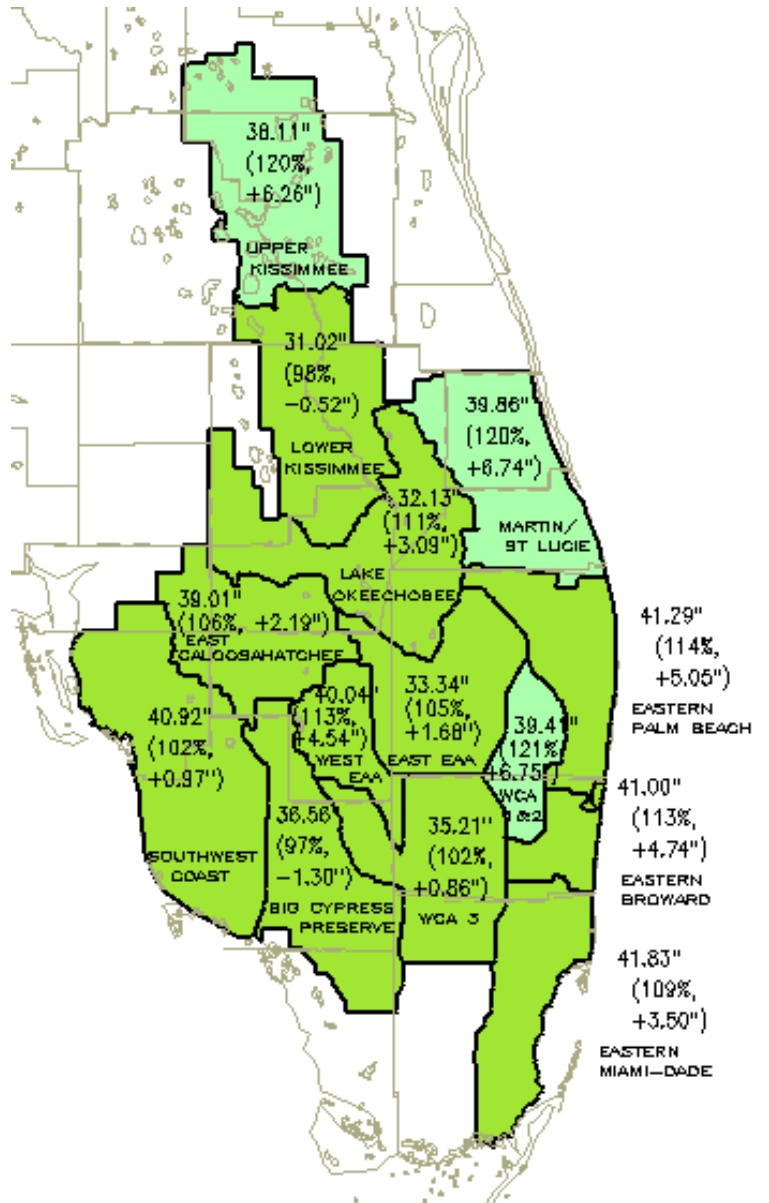 38.11"
(120%,
+6.26")
UPPER
KISSIMMEE
31.02"
(98%,
−0.52")
LOWER
KISSIMMEE
39.86"
(120%,
+6.74")
MARTIN/
ST LUCIE
32.13"
(111%,
+3.09")
LAKE
OKEECHOBEE
39.01"
(106%, +2.19")
EAST
CALOOSAHATCHEE
41.29"
(114%,
+5.05")
EASTERN
PALM BEACH
40.92"
(102%,
+0.97")
SOUTHWEST
COAST
40.04"
(113%,
+4.54")
WEST
EAA
33.34"
(105%,
+1.68")
EAST EAA
39.41"
(121%,
+6.75")
WCA
1&2
41.00"
(113%,
+4.74")
EASTERN
BROWARD
36.56"
(97%,
−1.30")
BIG CYPRESS
PRESERVE
35.21"
(102%,
+0.86")
WCA 3
41.83"
(109%,
+3.50")
EASTERN
MIAMI−DADE